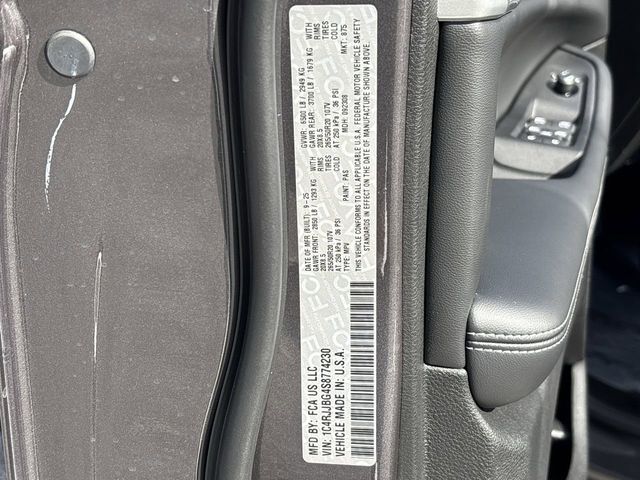 MFD BY: FCA US LLC
VIN: 1C4RJJBG4S8774230
VEHICLE MADE IN: U.S.A.
DATE OF MFR (BUILT): 9-25
GVWR: 6500 LB / 2949 KG
GAWR FRONT: 2850 LB / 1293 KG WITH
20X8.5 RIMS
265/50R20 107V TIRES
AT 250 kPa / 36 PSI COLD
GAWR REAR: 3700 LB / 1679 KG WITH
20X8.5 RIMS
265/50R20 107V TIRES
AT 250 kPa / 36 PSI COLD
TYPE: MPV
PAINT: PAS
MDH: 092308
MKT: 875
THIS VEHICLE CONFORMS TO ALL APPLICABLE U.S.A. FEDERAL MOTOR VEHICLE SAFETY
STANDARDS IN EFFECT ON THE DATE OF MANUFACTURE SHOWN ABOVE.